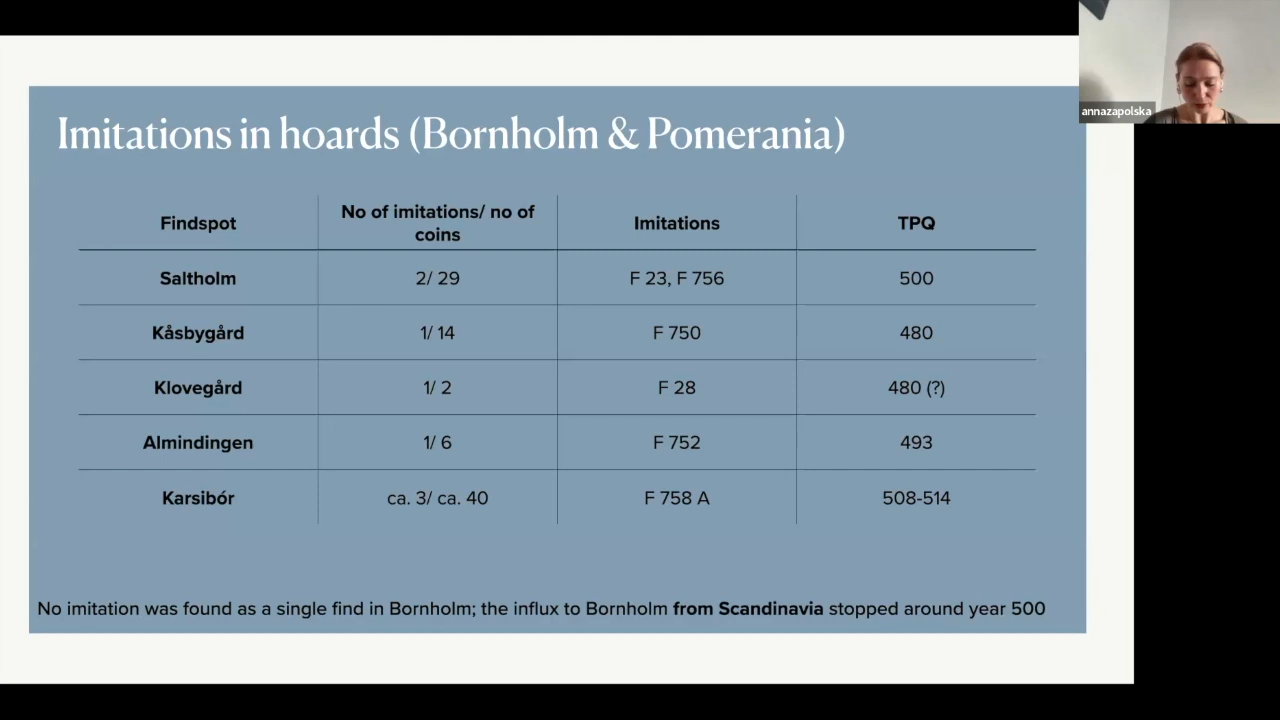 annazapolska
Imitations in hoards (Bornholm & Pomerania)
Findspot
No of imitations/ no of
coins
Imitations
TPQ
Saltholm
2/ 29
F 23, F 756
500
Kåsbygård
1/ 14
F 750
480
Klovegård
1/ 2
F 28
480 (?)
Almindingen
1/ 6
F 752
493
Karsibór
ca. 3/ ca. 40
F 758 A
508-514
No imitation was found as a single find in Bornholm; the influx to Bornholm from Scandinavia stopped around year 500